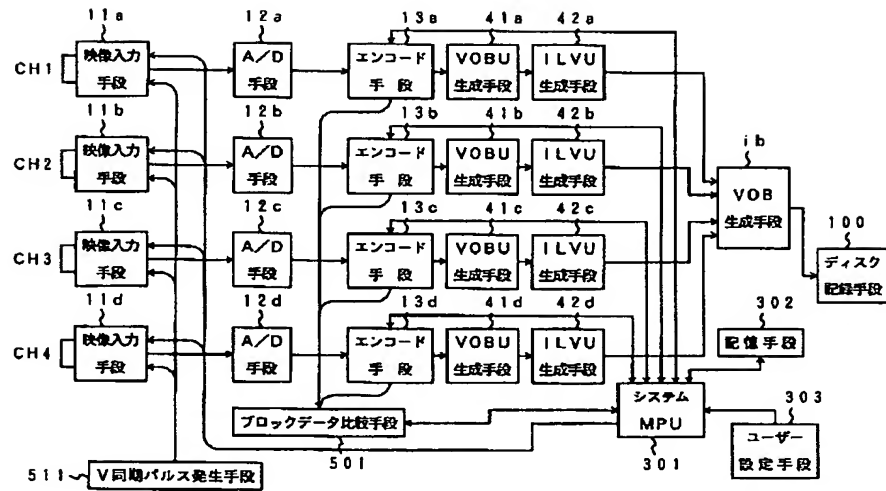 11a 12a 13a 41a 42a
CH1
映像入力
手段
A/D
手段
エンコード
手段
VOBU
生成手段
ILVU
生成手段
11b 12b 13b 41b 42b
CH2
映像入力
手段
A/D
手段
エンコード
手段
VOBU
生成手段
ILVU
生成手段
ib
VOB
生成手段
11c 12c 13c 41c 42c
CH3
映像入力
手段
A/D
手段
エンコード
手段
VOBU
生成手段
ILVU
生成手段
100
ディスク
記録手段
11d 12d 13d 41d 42d
CH4
映像入力
手段
A/D
手段
エンコード
手段
VOBU
生成手段
ILVU
生成手段
302
記憶手段
ブロックデータ比較手段
501
システム
MPU
301
303
ユーザー
設定手段
511
V同期パルス発生手段